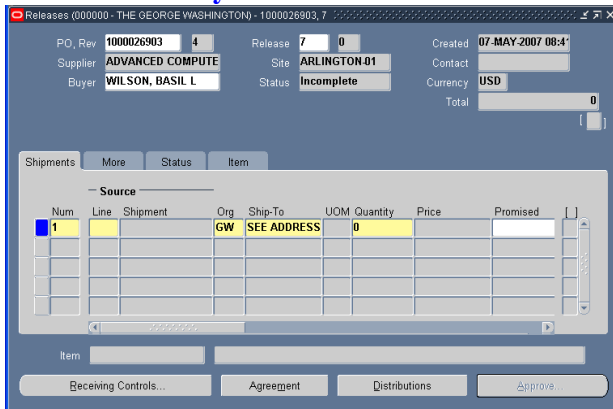 Releases (000000 - THE GEORGE WASHINGTON) - 1000026903, 7
PO, Rev 1000026903 4 Release 7 0 Created 07-MAY-2007 08:4
Supplier ADVANCED COMPUTE Site ARLINGTON-01 Contact
Buyer WILSON, BASIL L Status Incomplete Currency USD
Total 0
[ ]
Shipments More Status Item
Source
Num Line Shipment Org Ship-To UOM Quantity Price Promised [ ]
1 GW SEE ADDRESS 0
Item
Receiving Controls... Agreement Distributions Approve...